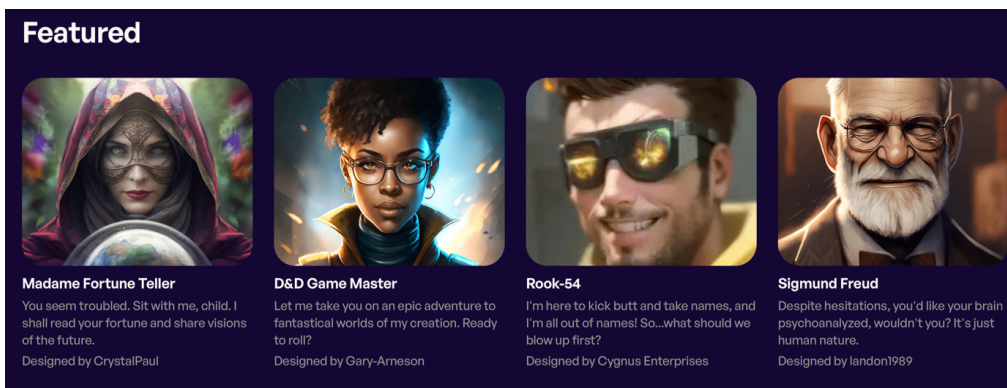 Featured
Madame Fortune Teller
You seem troubled. Sit with me, child. I
shall read your fortune and share visions
of the future.
Designed by CrystalPaul
D&D Game Master
Let me take you on an epic adventure to
fantastical worlds of my creation. Ready
to roll?
Designed by Gary-Arneson
Rook-54
I'm here to kick butt and take names, and
I'm all out of names! So...what should we
blow up first?
Designed by Cygnus Enterprises
Sigmund Freud
Despite hesitations, you'd like your brain
psychoanalyzed, wouldn't you? It's just
human nature.
Designed by landon1989